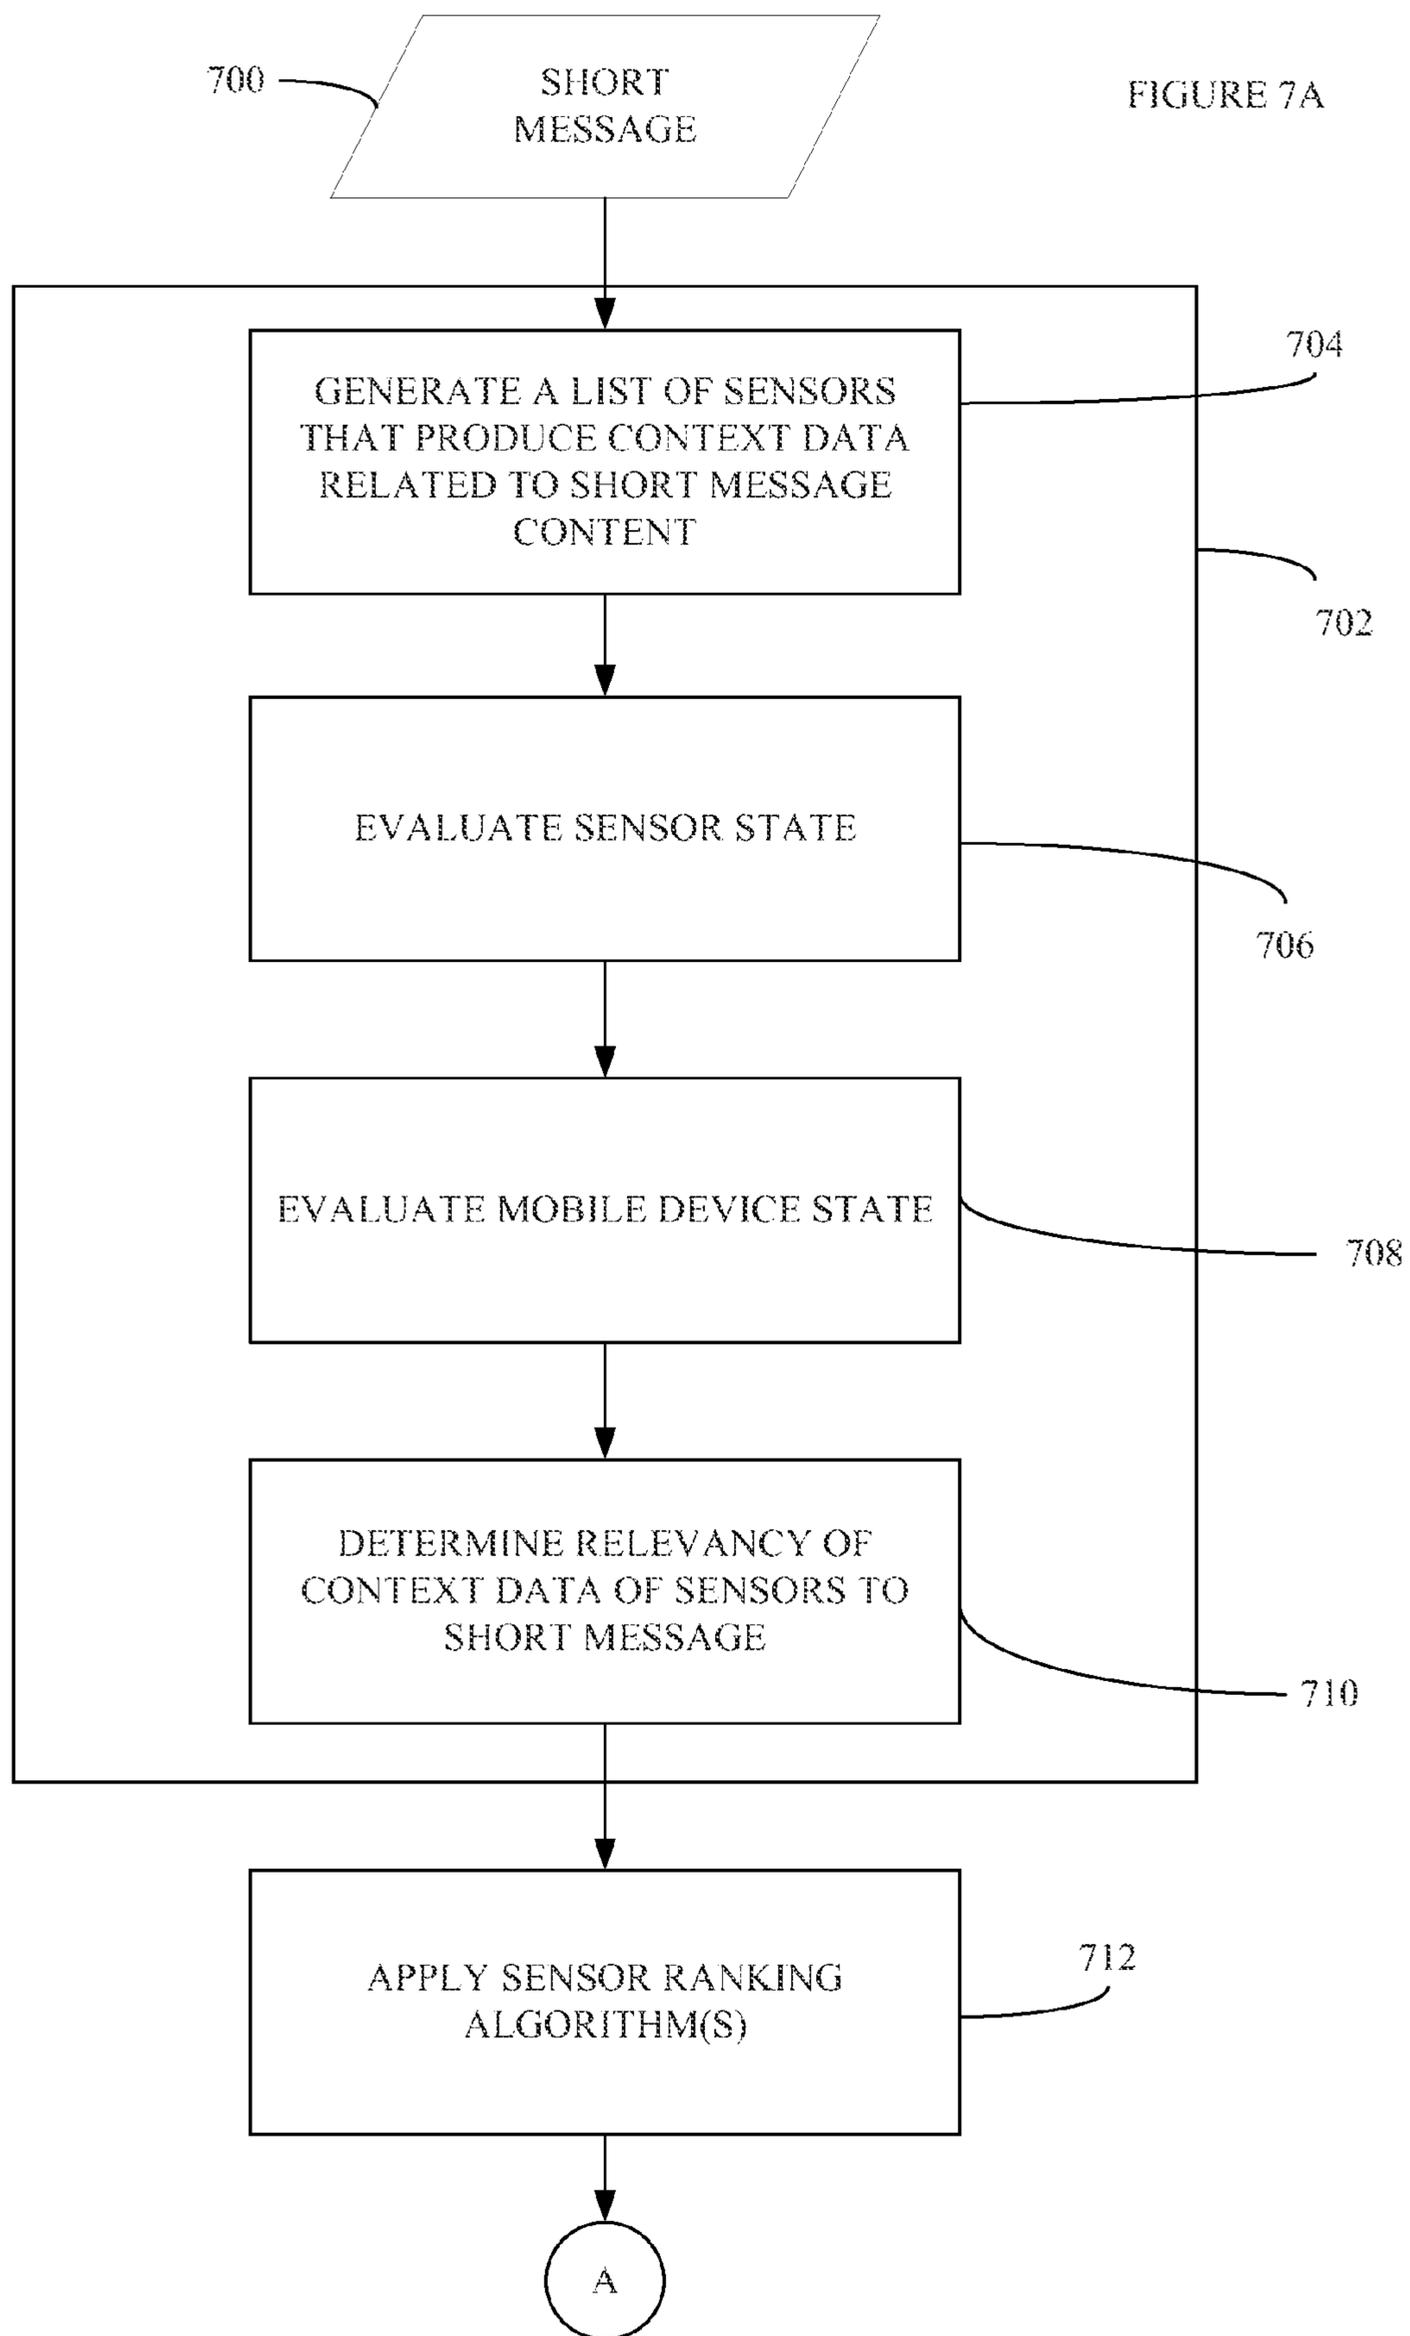 700
SHORT
MESSAGE
FIGURE 7A
704
GENERATE A LIST OF SENSORS
THAT PRODUCE CONTEXT DATA
RELATED TO SHORT MESSAGE
CONTENT
702
EVALUATE SENSOR STATE
706
EVALUATE MOBILE DEVICE STATE
708
DETERMINE RELEVANCY OF
CONTEXT DATA OF SENSORS TO
SHORT MESSAGE
710
712
APPLY SENSOR RANKING
ALGORITHM(S)
A